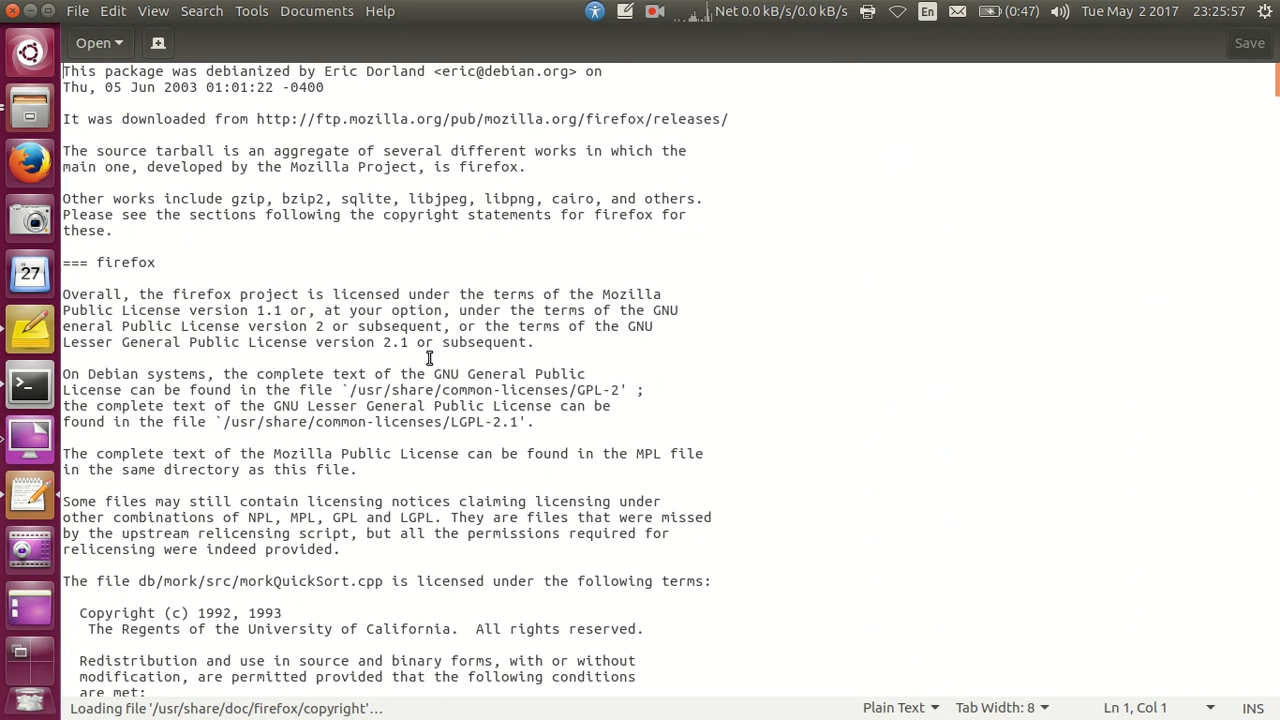 File Edit View Search Tools Documents Help
Net 0.0 kB/s/0.0 kB/s En (0:47) Tue May 2 2017 23:25:57
Open Save
This package was debianized by Eric Dorland <eric@debian.org> on
Thu, 05 Jun 2003 01:01:22 -0400
It was downloaded from http://ftp.mozilla.org/pub/mozilla.org/firefox/releases/
The source tarball is an aggregate of several different works in which the
main one, developed by the Mozilla Project, is firefox.
Other works include gzip, bzip2, sqlite, libjpeg, libpng, cairo, and others.
Please see the sections following the copyright statements for firefox for
these.
=== firefox
Overall, the firefox project is licensed under the terms of the Mozilla
Public License version 1.1 or, at your option, under the terms of the GNU
eneral Public License version 2 or subsequent, or the terms of the GNU
Lesser General Public License version 2.1 or subsequent.
On Debian systems, the complete text of the GNU General Public
License can be found in the file `/usr/share/common-licenses/GPL-2' ;
the complete text of the GNU Lesser General Public License can be
found in the file `/usr/share/common-licenses/LGPL-2.1'.
The complete text of the Mozilla Public License can be found in the MPL file
in the same directory as this file.
Some files may still contain licensing notices claiming licensing under
other combinations of NPL, MPL, GPL and LGPL. They are files that were missed
by the upstream relicensing script, but all the permissions required for
relicensing were indeed provided.
The file db/mork/src/morkQuickSort.cpp is licensed under the following terms:
Copyright (c) 1992, 1993
The Regents of the University of California.  All rights reserved.
Redistribution and use in source and binary forms, with or without
modification, are permitted provided that the following conditions
are met:
27
Loading file '/usr/share/doc/firefox/copyright'… Plain Text Tab Width: 8 Ln 1, Col 1 INS